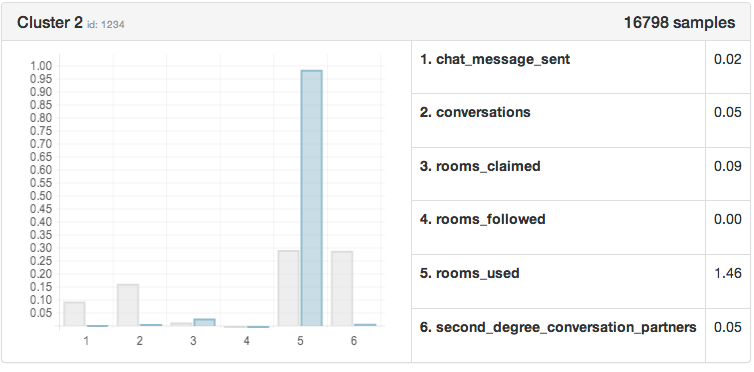 Cluster 2 id: 1234
16798 samples
1.00
0.95
0.90
0.85
0.80
0.75
0.70
0.65
0.60
0.55
0.50
0.45
0.40
0.35
0.30
0.25
0.20
0.15
0.10
0.05
1 2 3 4 5 6
1. chat_message_sent 0.02
2. conversations 0.05
3. rooms_claimed 0.09
4. rooms_followed 0.00
5. rooms_used 1.46
6. second_degree_conversation_partners 0.05